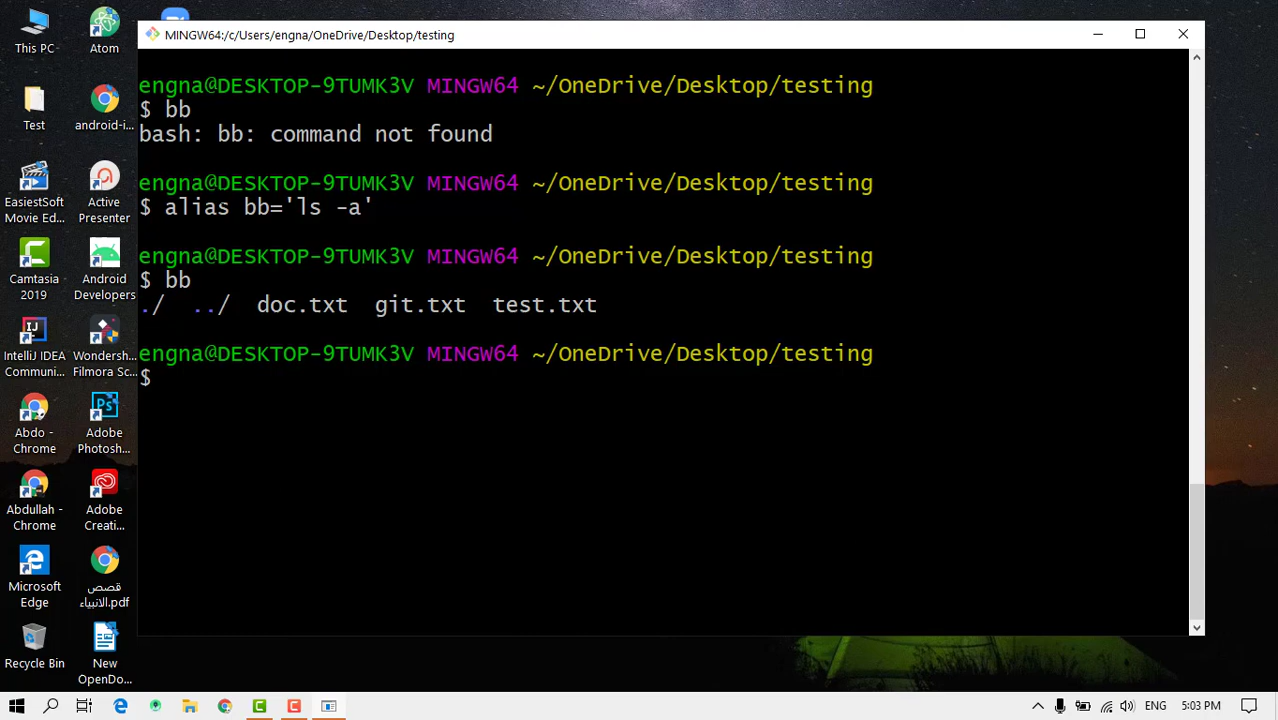 MINGW64:/c/Users/engna/OneDrive/Desktop/testing
engna@DESKTOP-9TUMK3V MINGW64 ~/OneDrive/Desktop/testing
$ bb
bash: bb: command not found
engna@DESKTOP-9TUMK3V MINGW64 ~/OneDrive/Desktop/testing
$ alias bb='ls -a'
engna@DESKTOP-9TUMK3V MINGW64 ~/OneDrive/Desktop/testing
$ bb
./ ../ doc.txt git.txt test.txt
engna@DESKTOP-9TUMK3V MINGW64 ~/OneDrive/Desktop/testing
$
This PC
Atom
Test
android-i...
EasiestSoft
Movie Ed...
Active
Presenter
Camtasia
2019
Android
Developers
IntelliJ IDEA
Communi...
Wondersh...
Filmora Sc...
Abdo -
Chrome
Adobe
Photosh...
Abdullah -
Chrome
Adobe
Creati...
Microsoft
Edge
قصص
الانبياء.pdf
Recycle Bin
New
OpenDo...
ENG
5:03 PM